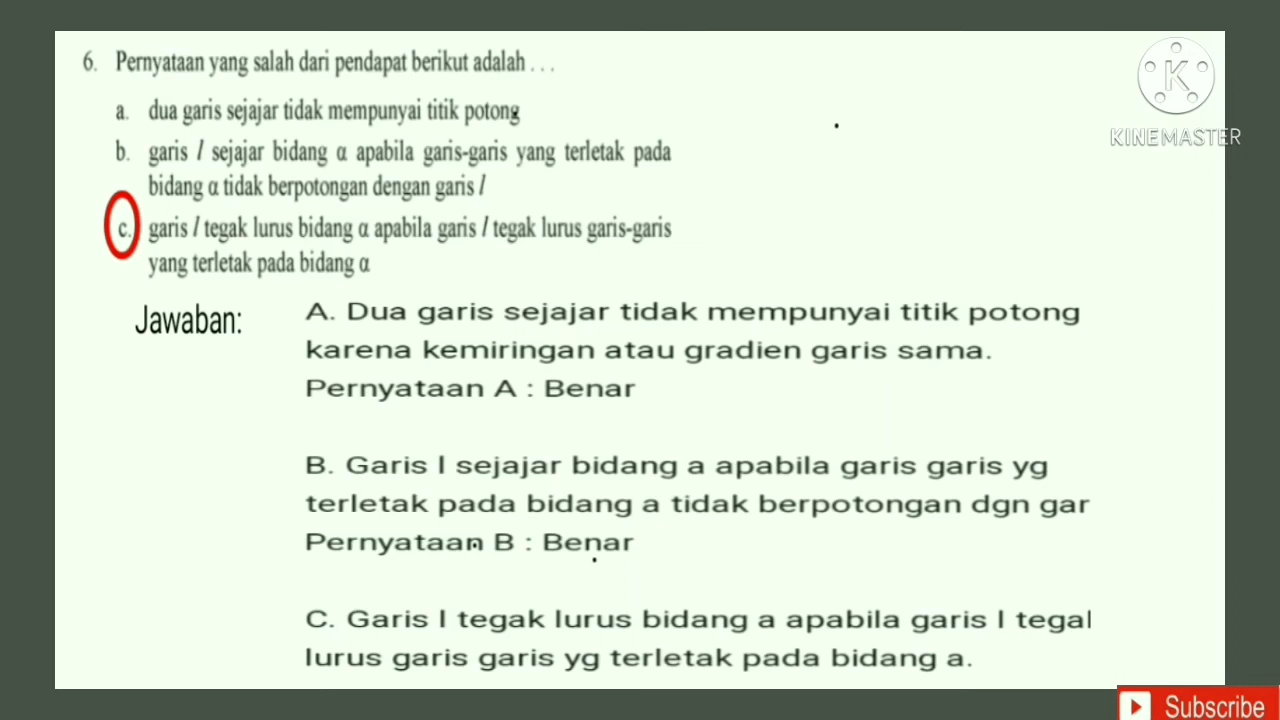 6. Pernyataan yang salah dari pendapat berikut adalah . . .
a. dua garis sejajar tidak mempunyai titik potong
b. garis l sejajar bidang α apabila garis-garis yang terletak pada
bidang α tidak berpotongan dengan garis l
c. garis l tegak lurus bidang α apabila garis l tegak lurus garis-garis
yang terletak pada bidang α
KINEMASTER
Jawaban:
A. Dua garis sejajar tidak mempunyai titik potong
karena kemiringan atau gradien garis sama.
Pernyataan A : Benar
B. Garis l sejajar bidang a apabila garis garis yg
terletak pada bidang a tidak berpotongan dgn gar
Pernyataan B : Benar
C. Garis l tegak lurus bidang a apabila garis l tegal
lurus garis garis yg terletak pada bidang a.
Subscribe